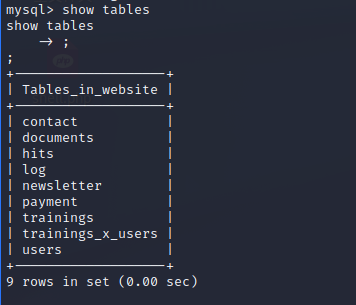 mysql> show tables
show tables
    -> ;
;
+-------------------+
| Tables_in_website |
+-------------------+
| contact           |
| documents         |
| hits              |
| log               |
| newsletter        |
| payment           |
| trainings         |
| trainings_x_users |
| users             |
+-------------------+
9 rows in set (0.00 sec)